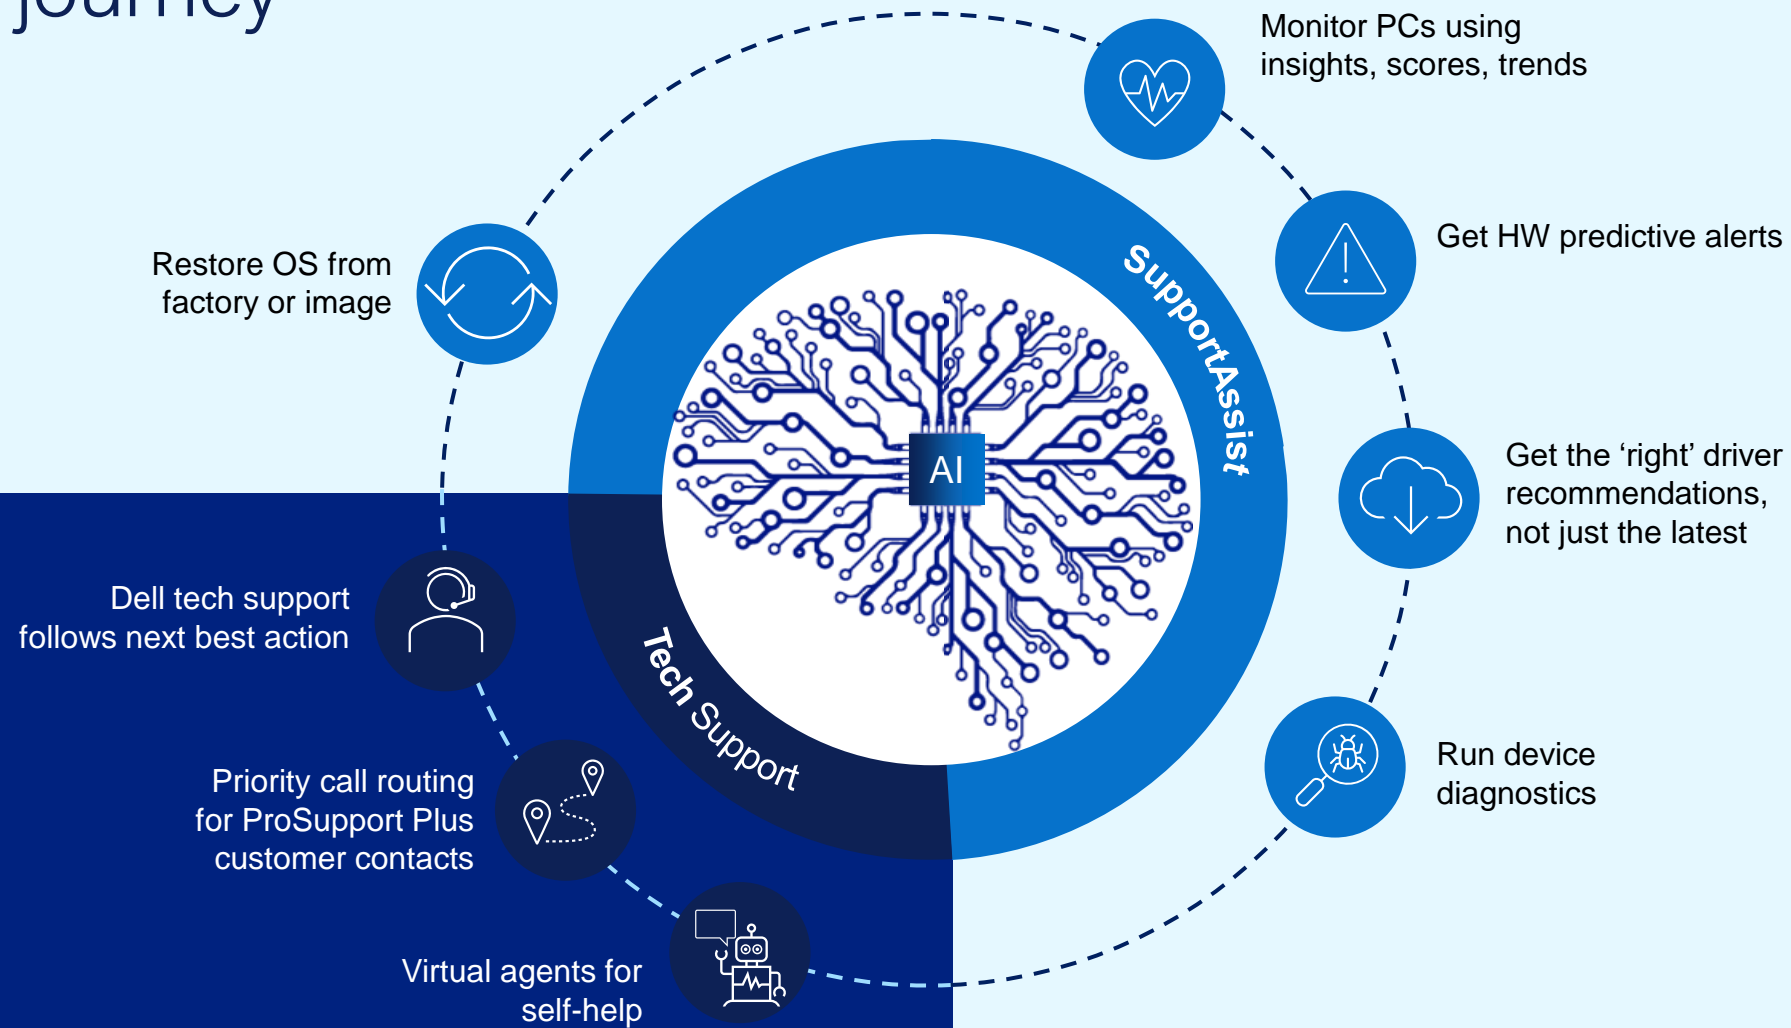 journey
Monitor PCs using
insights, scores, trends
Get HW predictive alerts
Get the ‘right’ driver
recommendations,
not just the latest
Run device
diagnostics
Virtual agents for
self-help
Priority call routing
for ProSupport Plus
customer contacts
Dell tech support
follows next best action
Restore OS from
factory or image
SupportAssist
Tech Support
AI